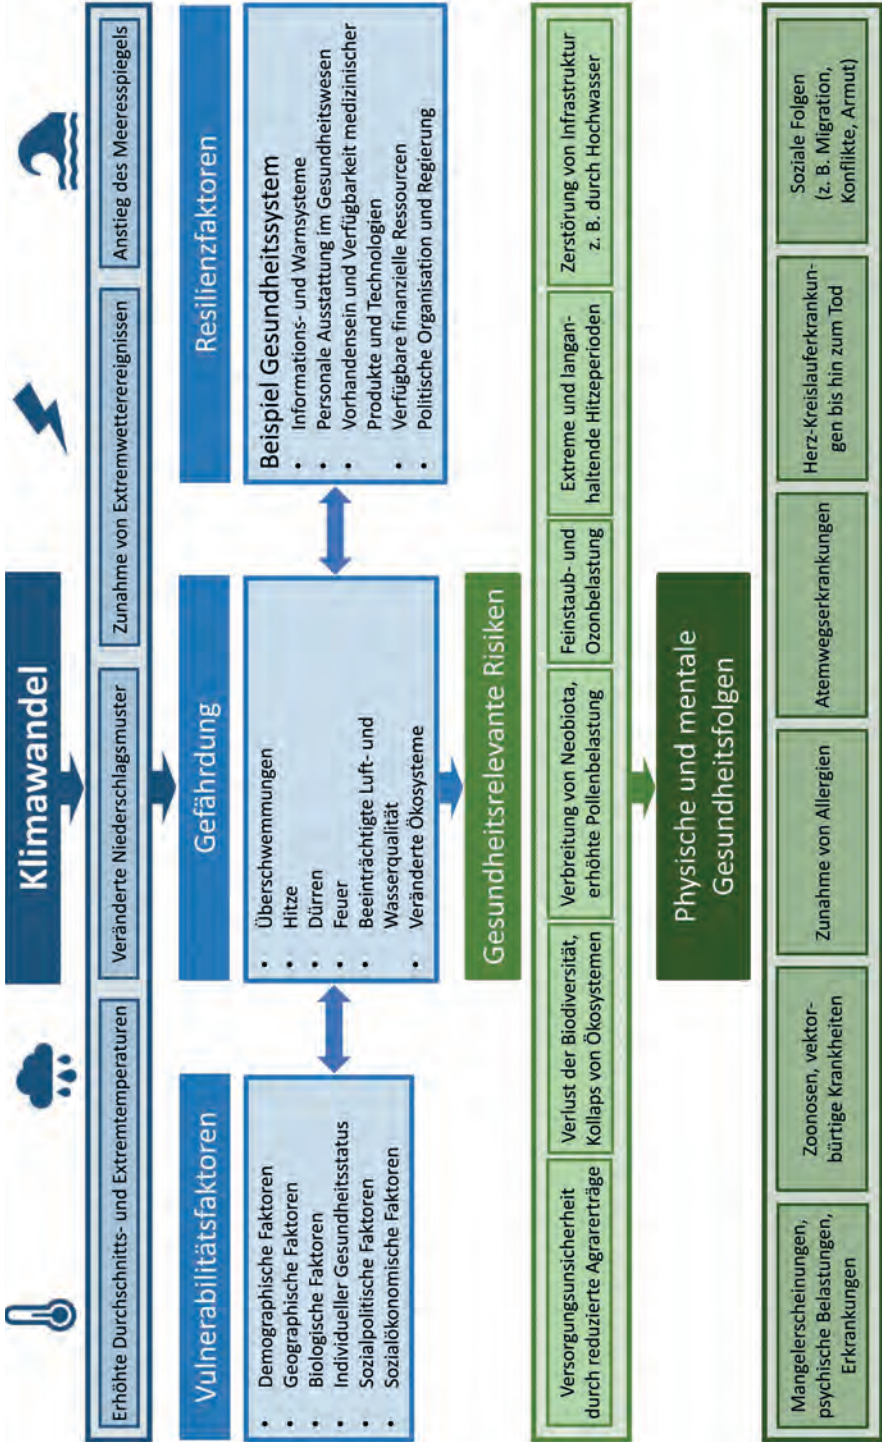 Klimawandel
Erhöhte Durchschnitts- und Extremtemperaturen
Veränderte Niederschlagsmuster
Zunahme von Extremwetterereignissen
Anstieg des Meeresspiegels
Vulnerabilitätsfaktoren
• Demographische Faktoren
• Geographische Faktoren
• Biologische Faktoren
• Individueller Gesundheitsstatus
• Sozialpolitische Faktoren
• Sozialökonomische Faktoren
Gefährdung
• Überschwemmungen
• Hitze
• Dürren
• Feuer
• Beeinträchtigte Luft- und
Wasserqualität
• Veränderte Ökosysteme
Resilienzfaktoren
Beispiel Gesundheitssystem
• Informations- und Warnsysteme
• Personale Ausstattung im Gesundheitswesen
• Vorhandensein und Verfügbarkeit medizinischer
Produkte und Technologien
• Verfügbare finanzielle Ressourcen
• Politische Organisation und Regierung
Gesundheitsrelevante Risiken
Versorgungsunsicherheit
durch reduzierte Agrarerträge
Verlust der Biodiversität,
Kollaps von Ökosystemen
Verbreitung von Neobiota,
erhöhte Pollenbelastung
Feinstaub- und
Ozonbelastung
Extreme und langan-
haltende Hitzeperioden
Zerstörung von Infrastruktur
z. B. durch Hochwasser
Physische und mentale
Gesundheitsfolgen
Mangelerscheinungen,
psychische Belastungen,
Erkrankungen
Zoonosen, vektor-
bürtige Krankheiten
Zunahme von Allergien
Atemwegserkrankungen
Herz-Kreislauferkrankun-
gen bis hin zum Tod
Soziale Folgen
(z. B. Migration,
Konflikte, Armut)